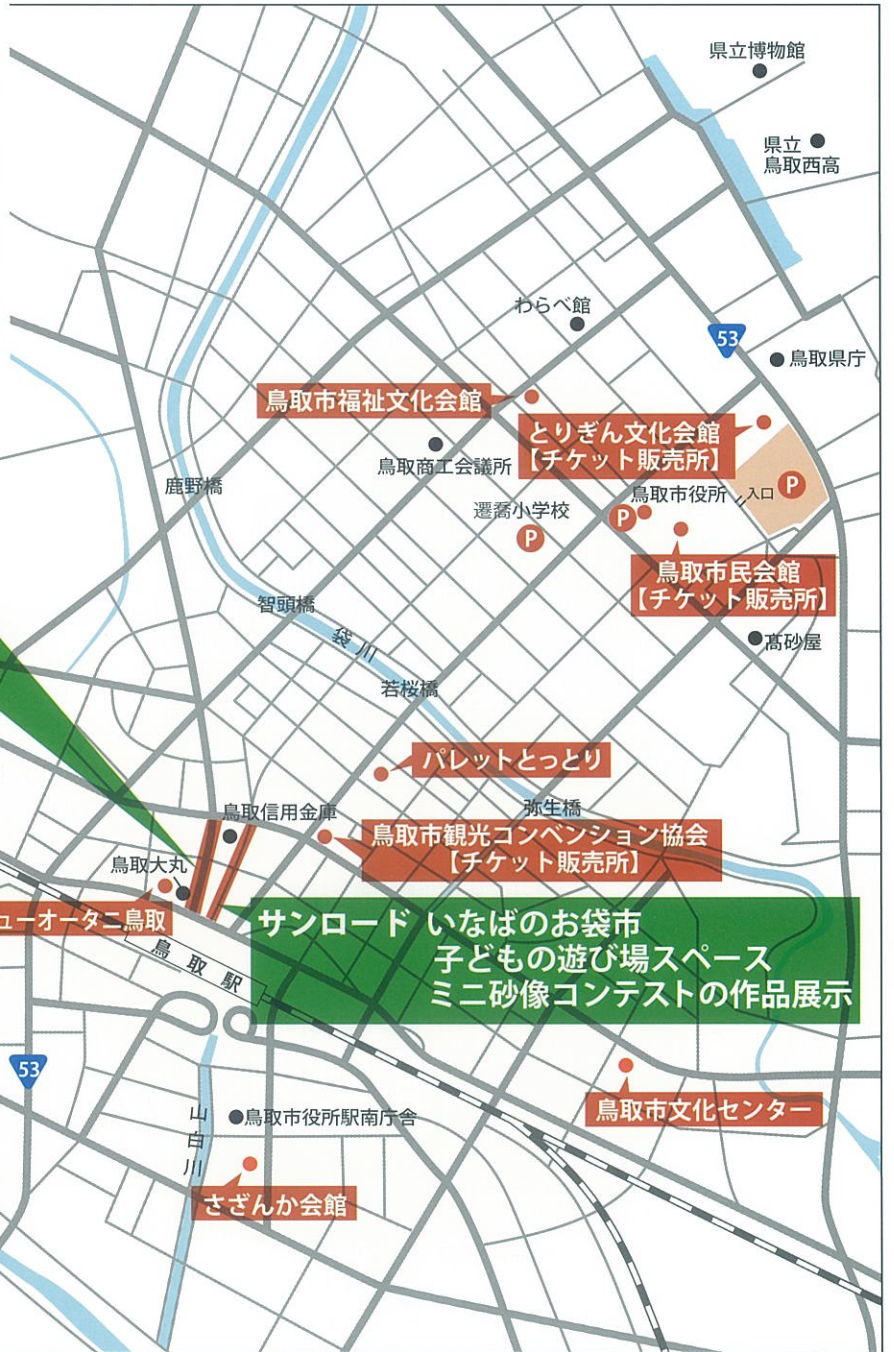 県立博物館
県立
鳥取西高
わらべ館
53
鳥取県庁
鳥取市福祉文化会館
とりぎん文化会館
【チケット販売所】
鳥取商工会議所
鹿野橋
鳥取市役所
入口
P
遷喬小学校
P
P
鳥取市民会館
【チケット販売所】
智頭橋
袋川
髙砂屋
若桜橋
パレットとっとり
弥生橋
鳥取信用金庫
鳥取市観光コンベンション協会
【チケット販売所】
鳥取大丸
ューオータニ鳥取
サンロード いなばのお袋市
子どもの遊び場スペース
ミニ砂像コンテストの作品展示
鳥取駅
53
鳥取市文化センター
山白川
鳥取市役所駅南庁舎
さざんか会館